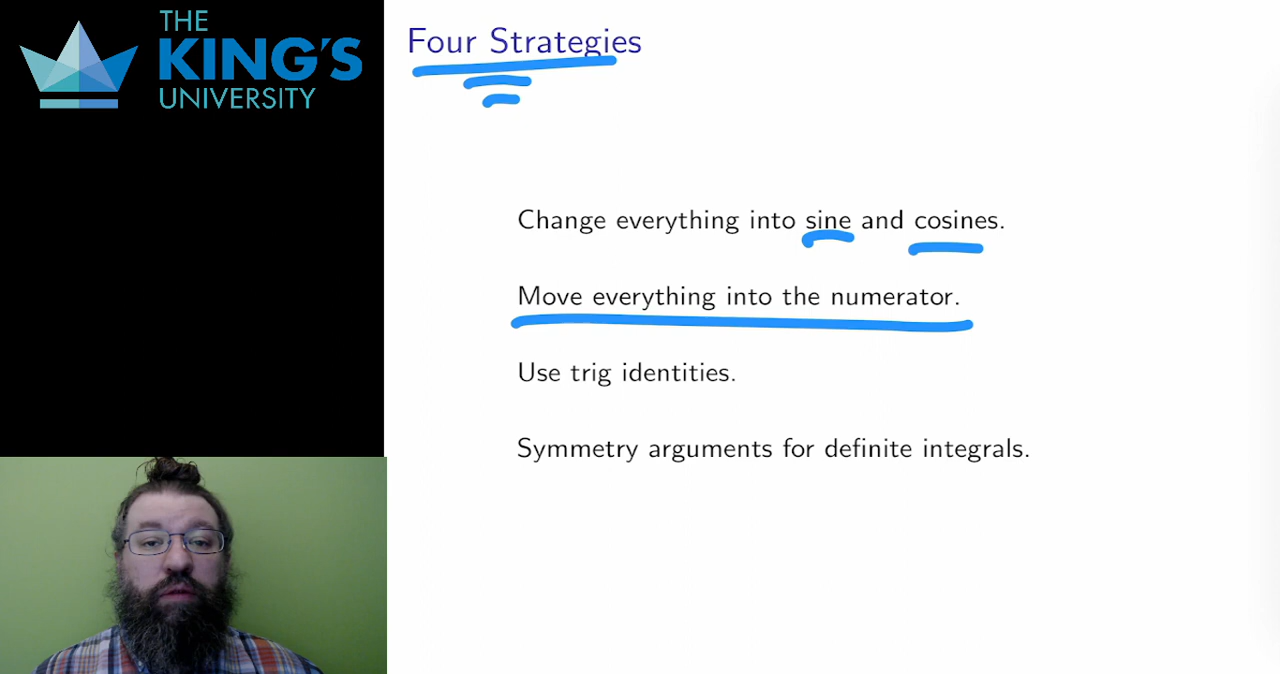 THE
KING'S
UNIVERSITY
Four Strategies
Change everything into sine and cosines.
Move everything into the numerator.
Use trig identities.
Symmetry arguments for definite integrals.